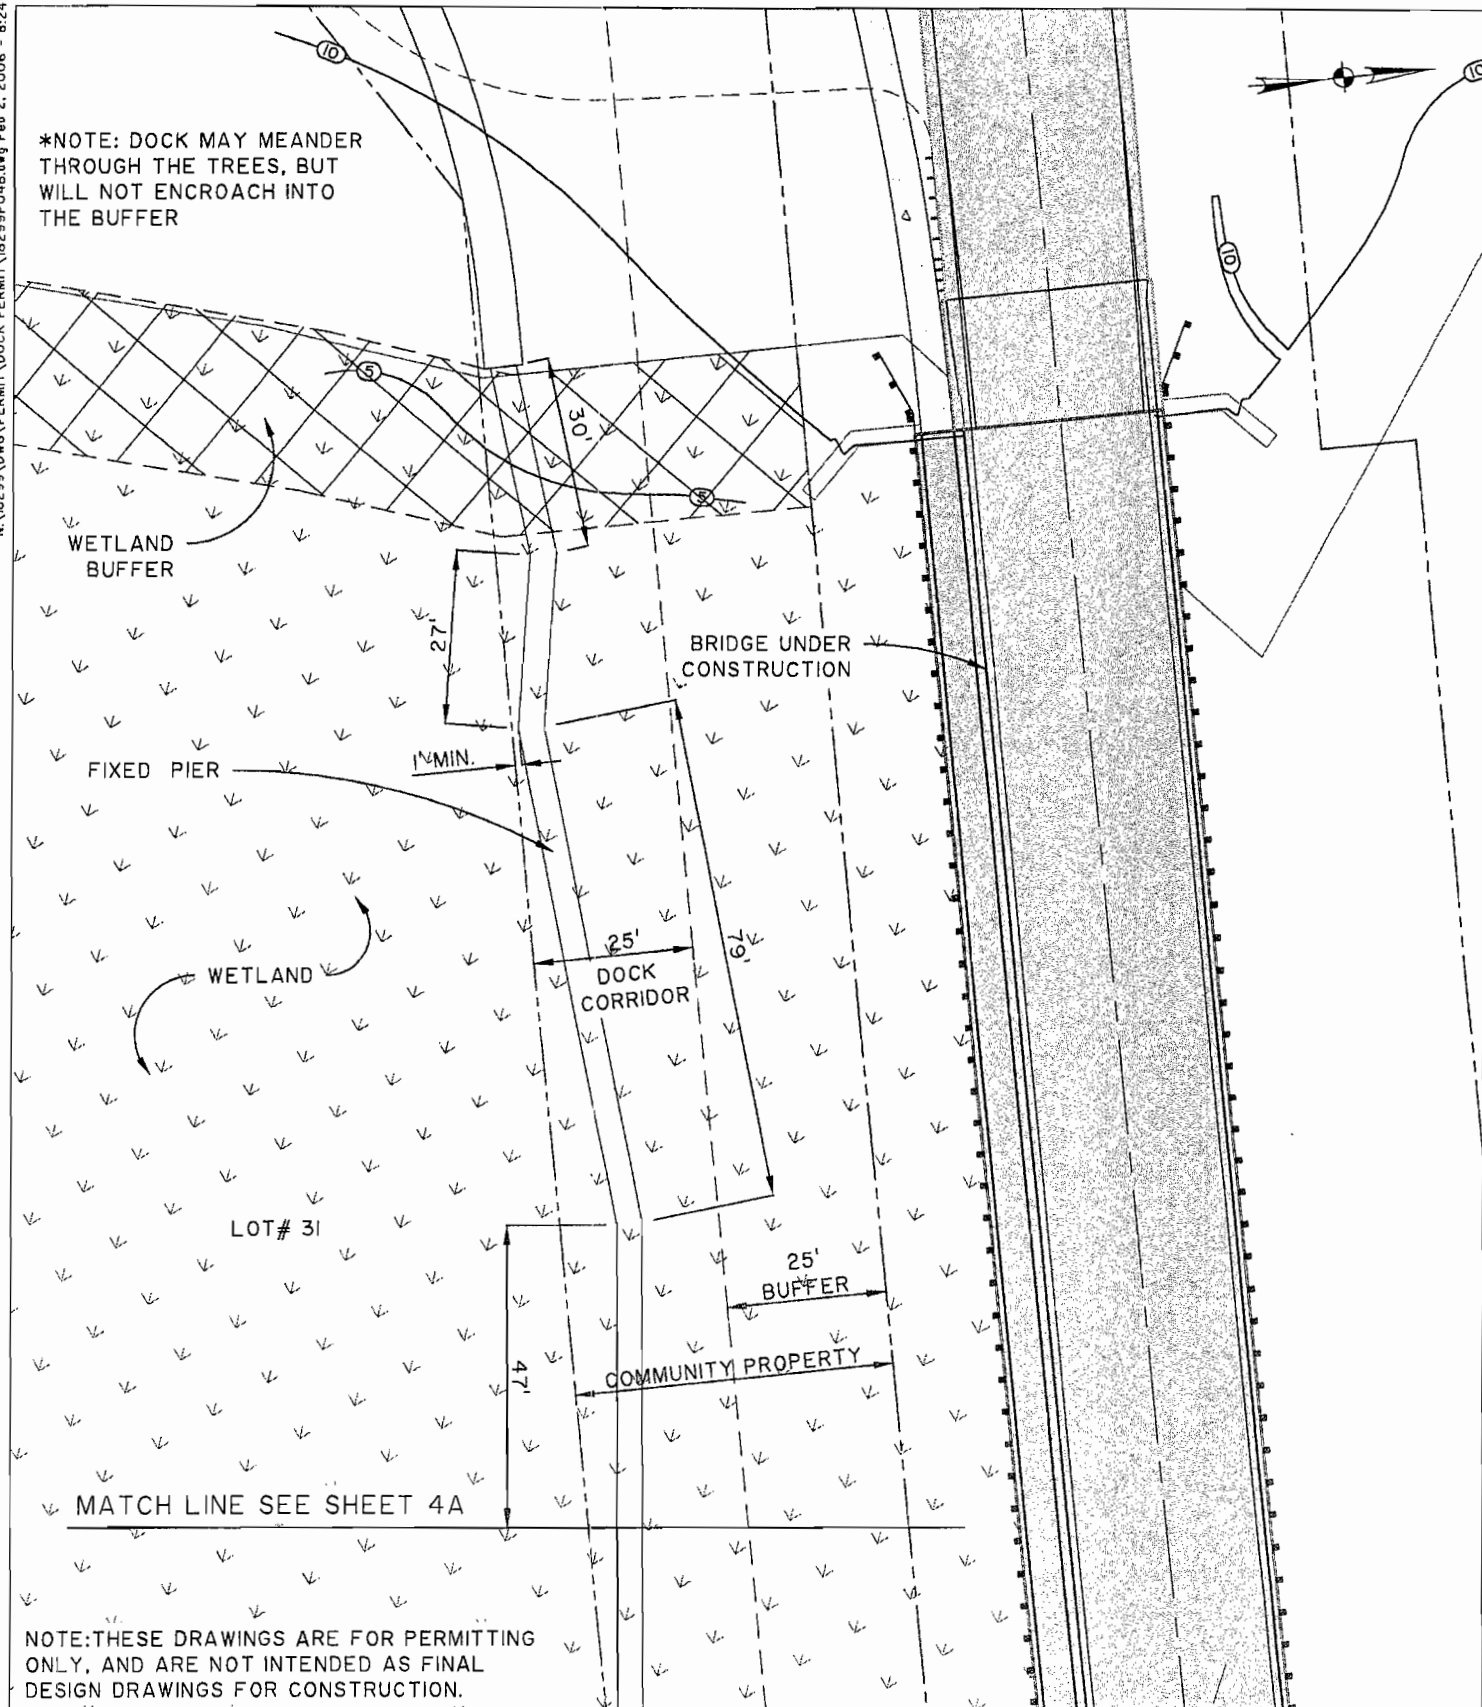 *NOTE: DOCK MAY MEANDER
THROUGH THE TREES, BUT
WILL NOT ENCROACH INTO
THE BUFFER
10
10
10
5
30'
5
WETLAND
BUFFER
27'
BRIDGE UNDER
CONSTRUCTION
1' MIN.
FIXED PIER
79'
25'
DOCK
CORRIDOR
WETLAND
LOT# 31
25'
BUFFER
COMMUNITY PROPERTY
47'
MATCH LINE SEE SHEET 4A
NOTE:THESE DRAWINGS ARE FOR PERMITTING
ONLY, AND ARE NOT INTENDED AS FINAL
DESIGN DRAWINGS FOR CONSTRUCTION.